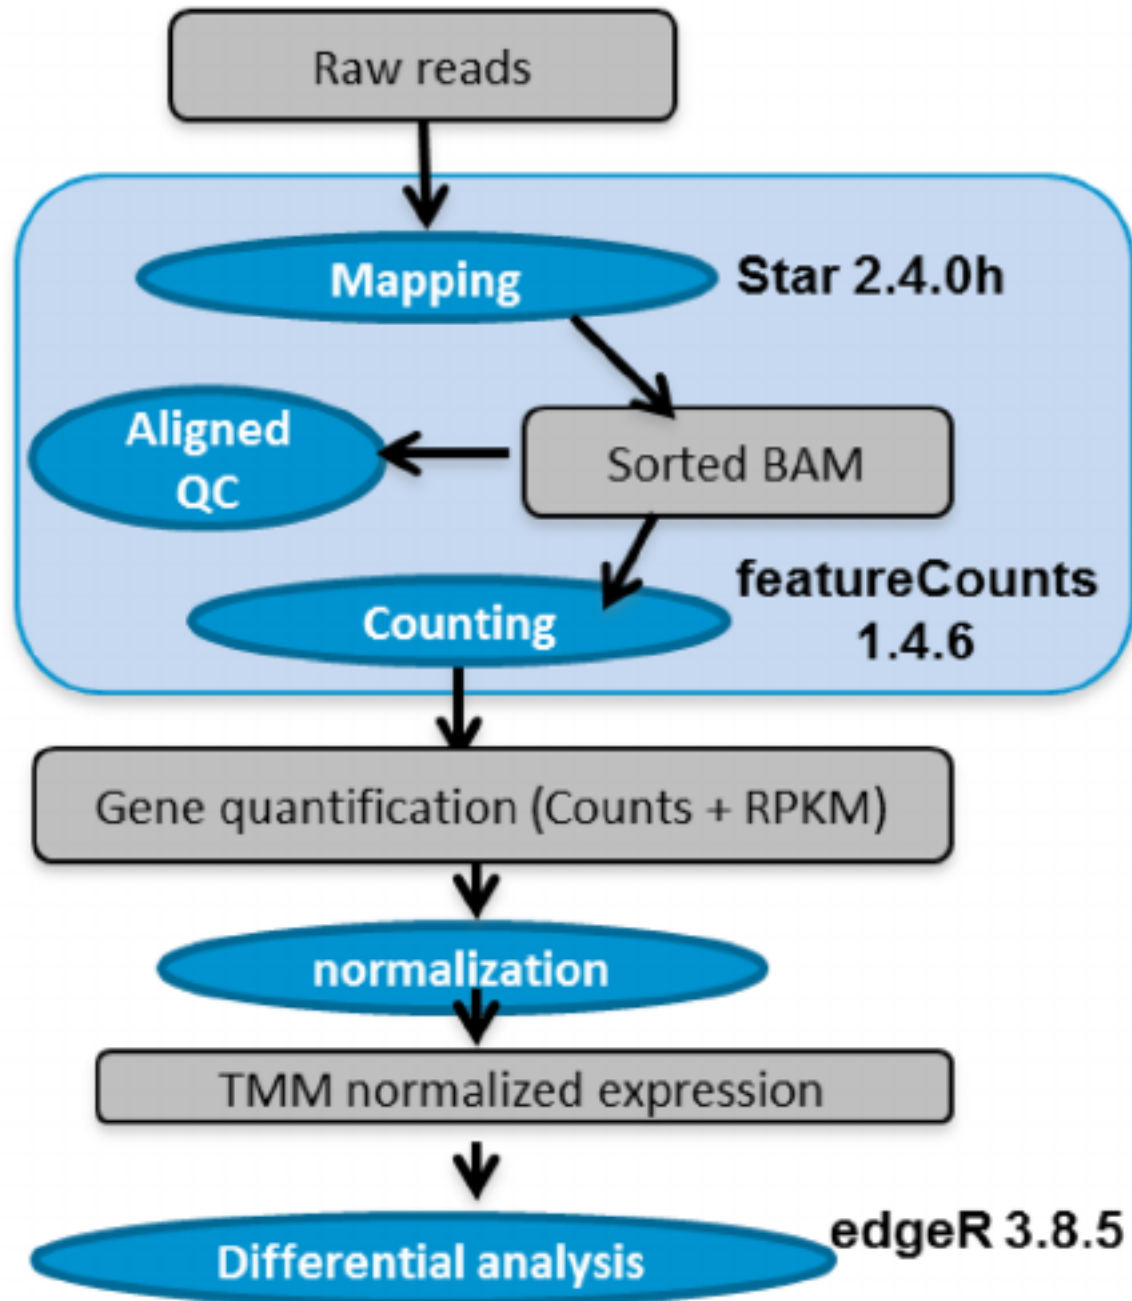 Raw reads
Mapping
Star 2.4.0h
Aligned
QC
Sorted BAM
featureCounts
1.4.6
Counting
Gene quantification (Counts + RPKM)
normalization
TMM normalized expression
edgeR 3.8.5
Differential analysis